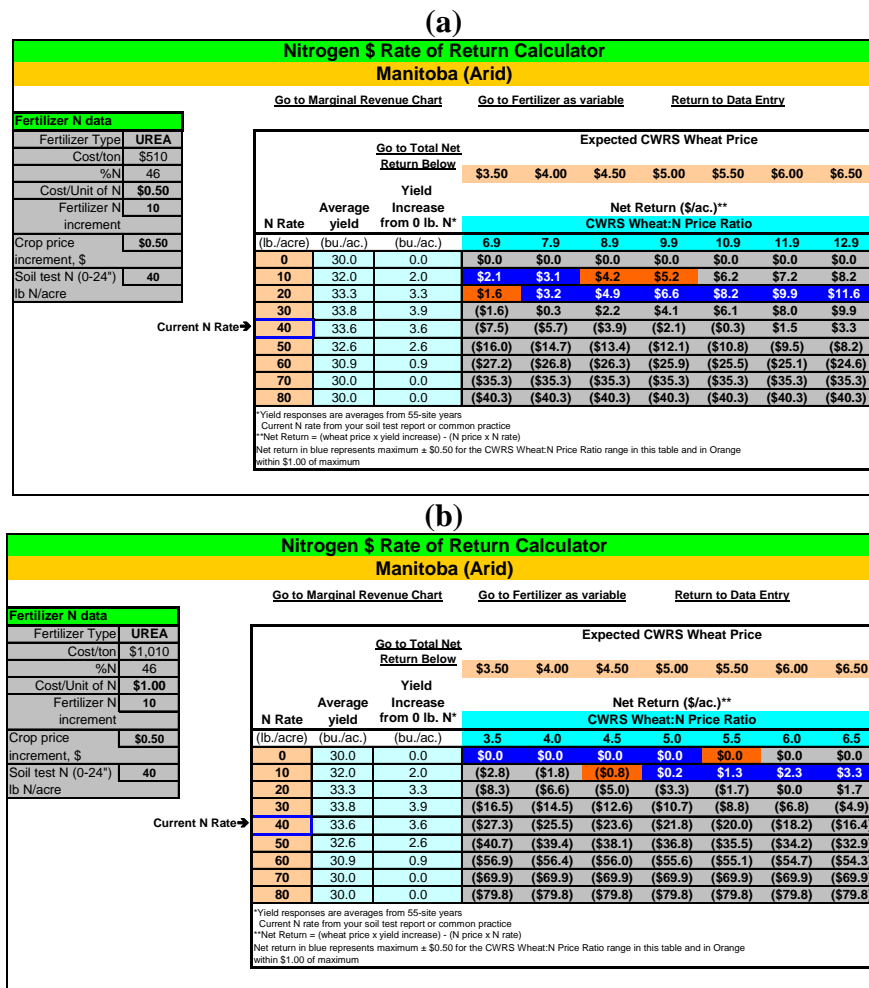 (a)
Nitrogen $ Rate of Return Calculator
Manitoba (Arid)
Go to Marginal Revenue Chart Go to Fertilizer as variable Return to Data Entry
Fertilizer N data
Fertilizer Type UREA
Cost/ton $510
%N 46
Cost/Unit of N $0.50
Fertilizer N 10
increment
Crop price $0.50
increment, $
Soil test N (0-24") 40
lb N/acre
Current N Rate➔
Go to Total Net
Return Below
Expected CWRS Wheat Price
$3.50 $4.00 $4.50 $5.00 $5.50 $6.00 $6.50
Yield
Average Increase Net Return ($/ac.)**
N Rate yield from 0 lb. N* CWRS Wheat:N Price Ratio
(lb./acre) (bu./ac.) (bu./ac.) 6.9 7.9 8.9 9.9 10.9 11.9 12.9
0 30.0 0.0 $0.0 $0.0 $0.0 $0.0 $0.0 $0.0 $0.0
10 32.0 2.0 $2.1 $3.1 $4.2 $5.2 $6.2 $7.2 $8.2
20 33.3 3.3 $1.6 $3.2 $4.9 $6.6 $8.2 $9.9 $11.6
30 33.8 3.9 ($1.6) $0.3 $2.2 $4.1 $6.1 $8.0 $9.9
40 33.6 3.6 ($7.5) ($5.7) ($3.9) ($2.1) ($0.3) $1.5 $3.3
50 32.6 2.6 ($16.0) ($14.7) ($13.4) ($12.1) ($10.8) ($9.5) ($8.2)
60 30.9 0.9 ($27.2) ($26.8) ($26.3) ($25.9) ($25.5) ($25.1) ($24.6)
70 30.0 0.0 ($35.3) ($35.3) ($35.3) ($35.3) ($35.3) ($35.3) ($35.3)
80 30.0 0.0 ($40.3) ($40.3) ($40.3) ($40.3) ($40.3) ($40.3) ($40.3)
*Yield responses are averages from 55-site years
Current N rate from your soil test report or common practice
**Net Return = (wheat price x yield increase) - (N price x N rate)
Net return in blue represents maximum ± $0.50 for the CWRS Wheat:N Price Ratio range in this table and in Orange
within $1.00 of maximum
(b)
Nitrogen $ Rate of Return Calculator
Manitoba (Arid)
Go to Marginal Revenue Chart Go to Fertilizer as variable Return to Data Entry
Fertilizer N data
Fertilizer Type UREA
Cost/ton $1,010
%N 46
Cost/Unit of N $1.00
Fertilizer N 10
increment
Crop price $0.50
increment, $
Soil test N (0-24") 40
lb N/acre
Current N Rate➔
Go to Total Net
Return Below
Expected CWRS Wheat Price
$3.50 $4.00 $4.50 $5.00 $5.50 $6.00 $6.50
Yield
Average Increase Net Return ($/ac.)**
N Rate yield from 0 lb. N* CWRS Wheat:N Price Ratio
(lb./acre) (bu./ac.) (bu./ac.) 3.5 4.0 4.5 5.0 5.5 6.0 6.5
0 30.0 0.0 $0.0 $0.0 $0.0 $0.0 $0.0 $0.0 $0.0
10 32.0 2.0 ($2.8) ($1.8) ($0.8) $0.2 $1.3 $2.3 $3.3
20 33.3 3.3 ($8.3) ($6.6) ($5.0) ($3.3) ($1.7) $0.0 $1.7
30 33.8 3.9 ($16.5) ($14.5) ($12.6) ($10.7) ($8.8) ($6.8) ($4.9)
40 33.6 3.6 ($27.3) ($25.5) ($23.6) ($21.8) ($20.0) ($18.2) ($16.4
50 32.6 2.6 ($40.7) ($39.4) ($38.1) ($36.8) ($35.5) ($34.2) ($32.9
60 30.9 0.9 ($56.9) ($56.4) ($56.0) ($55.6) ($55.1) ($54.7) ($54.3
70 30.0 0.0 ($69.9) ($69.9) ($69.9) ($69.9) ($69.9) ($69.9) ($69.9
80 30.0 0.0 ($79.8) ($79.8) ($79.8) ($79.8) ($79.8) ($79.8) ($79.8
*Yield responses are averages from 55-site years
Current N rate from your soil test report or common practice
**Net Return = (wheat price x yield increase) - (N price x N rate)
Net return in blue represents maximum ± $0.50 for the CWRS Wheat:N Price Ratio range in this table and in Orange
within $1.00 of maximum